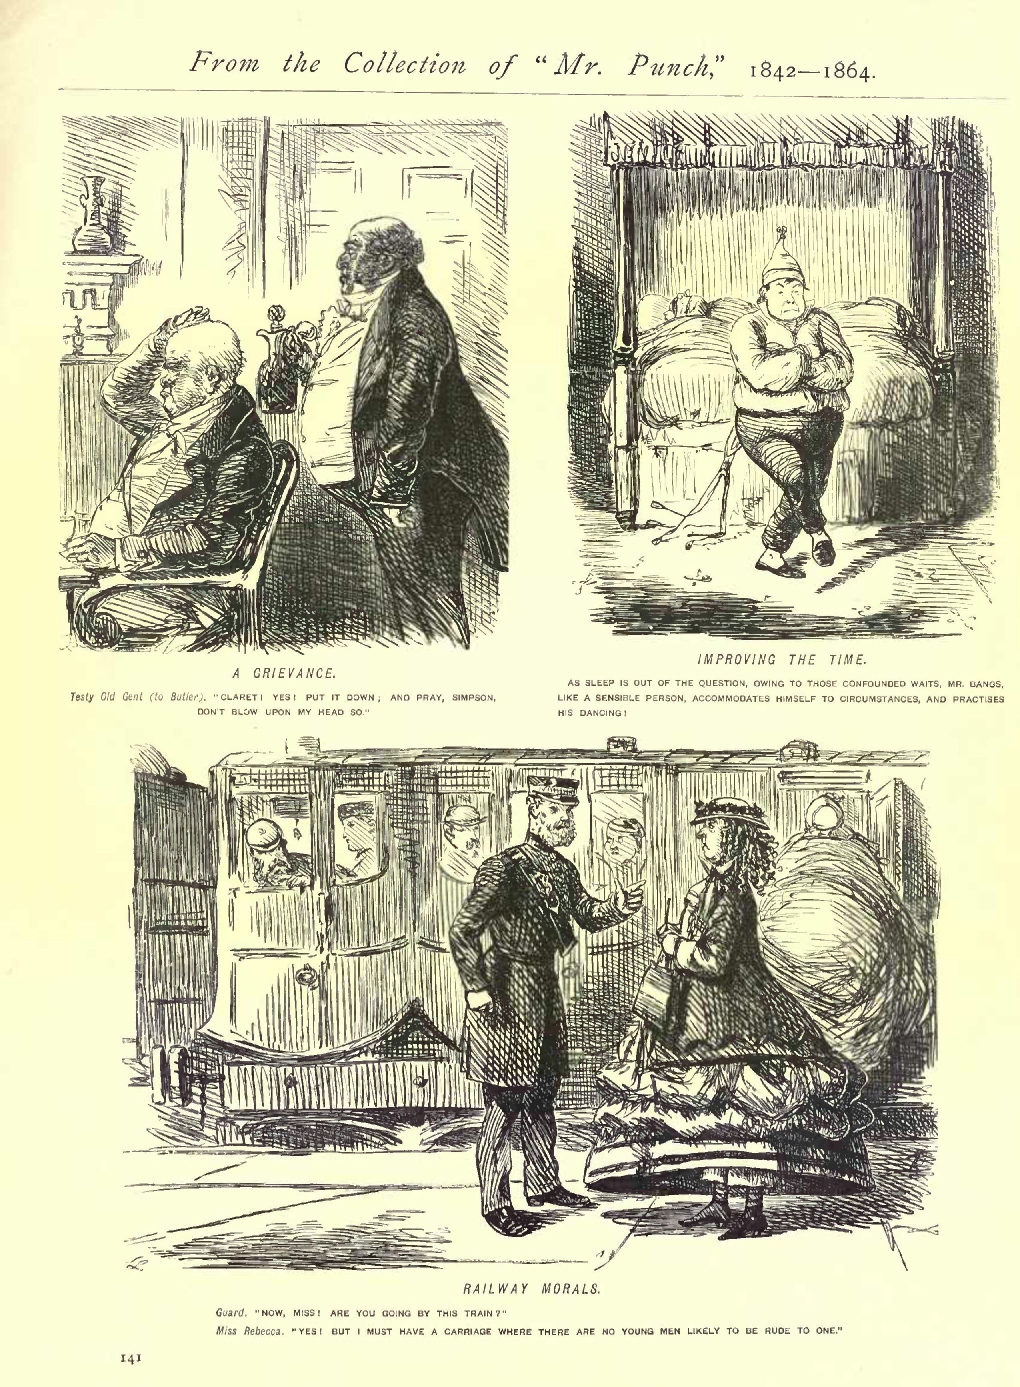 From the Collection of "Mr. Punch," 1842—1864.
A GRIEVANCE.
Testy Old Gent (to Butler). "CLARET! YES! PUT IT DOWN; AND PRAY, SIMPSON,
DON'T BLOW UPON MY HEAD SO."
IMPROVING THE TIME.
AS SLEEP IS OUT OF THE QUESTION, OWING TO THOSE CONFOUNDED WAITS, MR. BANGS,
LIKE A SENSIBLE PERSON, ACCOMMODATES HIMSELF TO CIRCUMSTANCES, AND PRACTISES
HIS DANCING!
RAILWAY MORALS.
Guard. "NOW, MISS! ARE YOU GOING BY THIS TRAIN?"
Miss Rebecca. "YES! BUT I MUST HAVE A CARRIAGE WHERE THERE ARE NO YOUNG MEN LIKELY TO BE RUDE TO ONE."
141